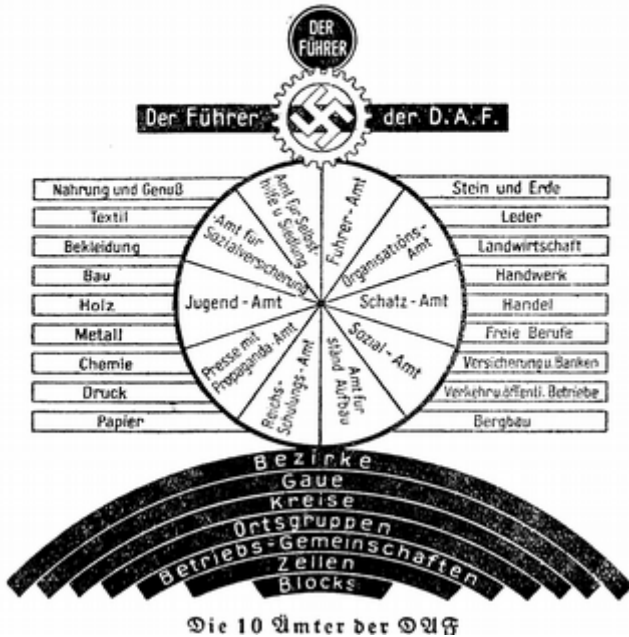 DER
FÜHRER
Der Führer der D.A.F.
Nahrung und Genuß
Textil
Bekleidung
Bau
Holz
Metall
Chemie
Druck
Papier
Amt für Selbst-
hilfe u Siedlung
Führer-Amt
Amt für
Sozialversicherung
Organisations-
Amt
Jugend-Amt
Schatz-Amt
Presse mit
Propaganda-Amt
Sozial-Amt
Reichs-
Schulungs-Amt
Amt für
ständ Aufbau
Stein und Erde
Leder
Landwirtschaft
Handwerk
Handel
Freie Berufe
Versicherung u. Banken
Verkehr u. öffentl. Betriebe
Bergbau
Bezirke
Gaue
Kreise
Ortsgruppen
Betriebs-Gemeinschaften
Zellen
Blocks
Die 10 Ämter der DAF